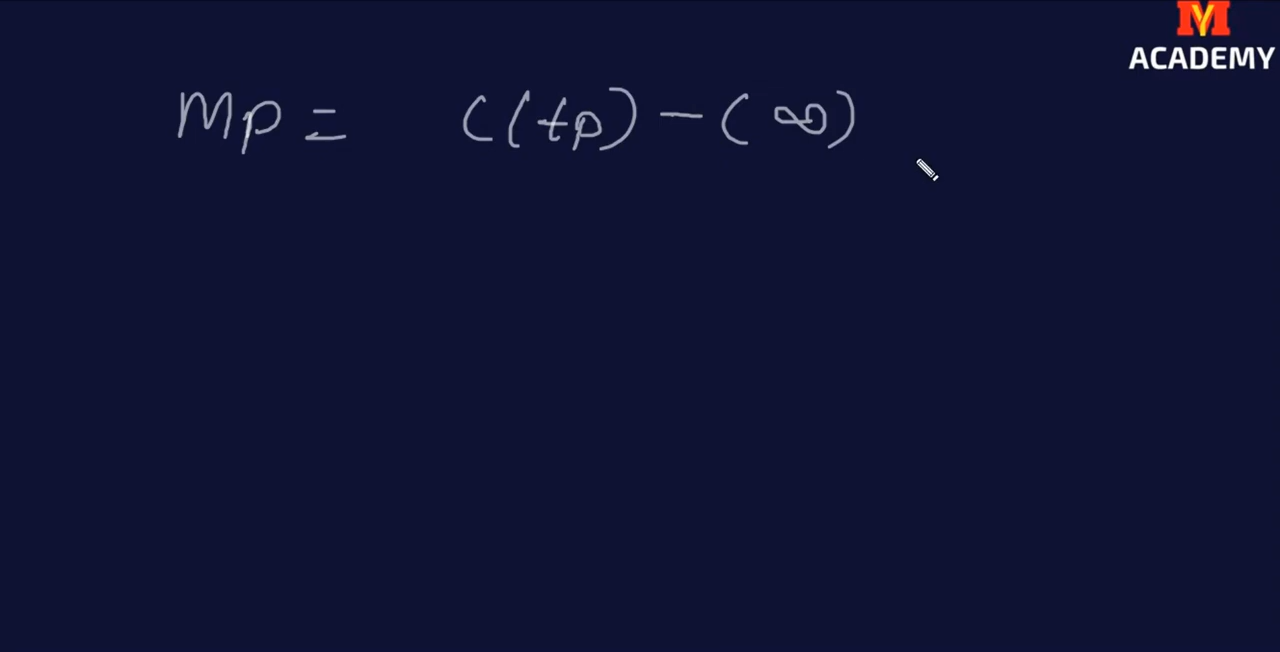 Mp = C(tp) - (∞)
M
ACADEMY